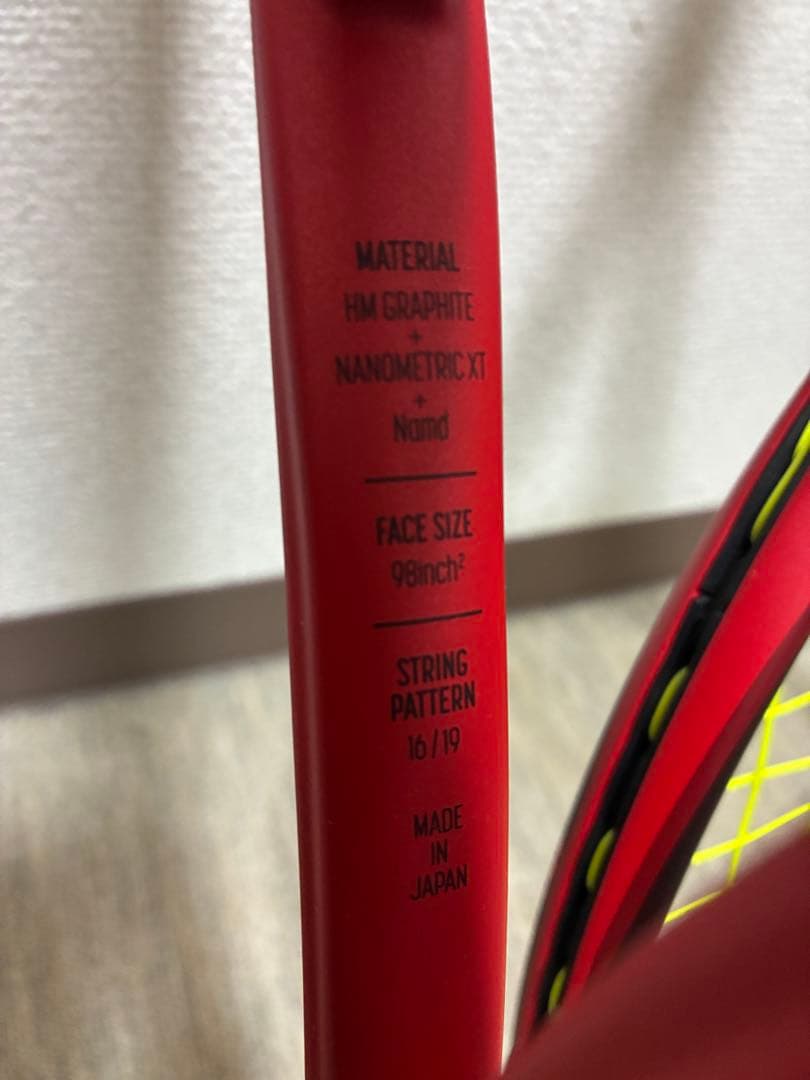 MATERIAL
HM GRAPHITE
+
NANOMETRIC XT
+
Namd
FACE SIZE
98inch²
STRING
PATTERN
16/19
MADE
IN
JAPAN